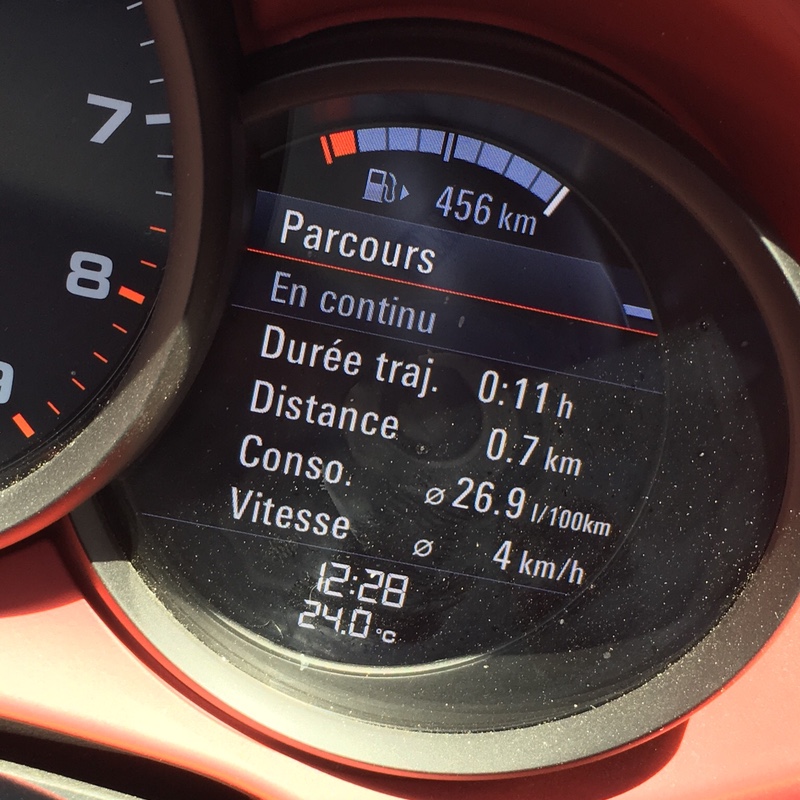 7
8
9
456 km
Parcours
En continu
Durée traj. 0:11 h
Distance 0.7 km
Conso. ⌀ 26.9 l/100km
Vitesse ⌀ 4 km/h
12:28
24.0 °C